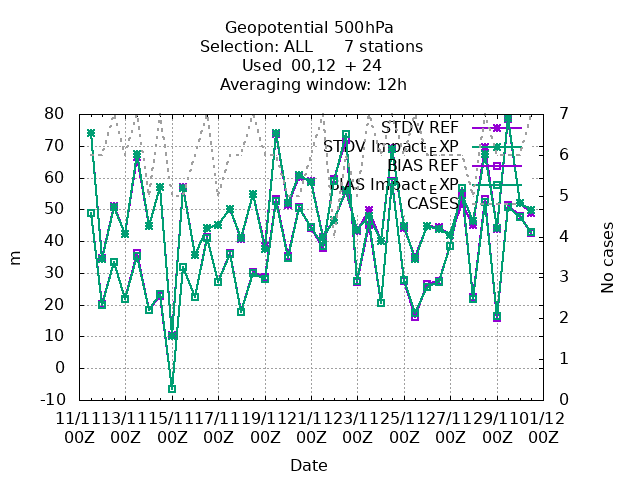 Geopotential 500hPa
Selection: ALL 7 stations
Used 00,12 + 24
Averaging window: 12h
80 7
STDV REF
70
STDV Impact_EXP
6
BIAS REF
60
BIAS Impact_EXP
5
CASES
50
40 4
30
3
20
2
10
1
0
-10 0
m
No cases
11/11 13/11 15/11 17/11 19/11 21/11 23/11 25/11 27/11 29/11 01/12
00Z 00Z 00Z 00Z 00Z 00Z 00Z 00Z 00Z 00Z 00Z
Date